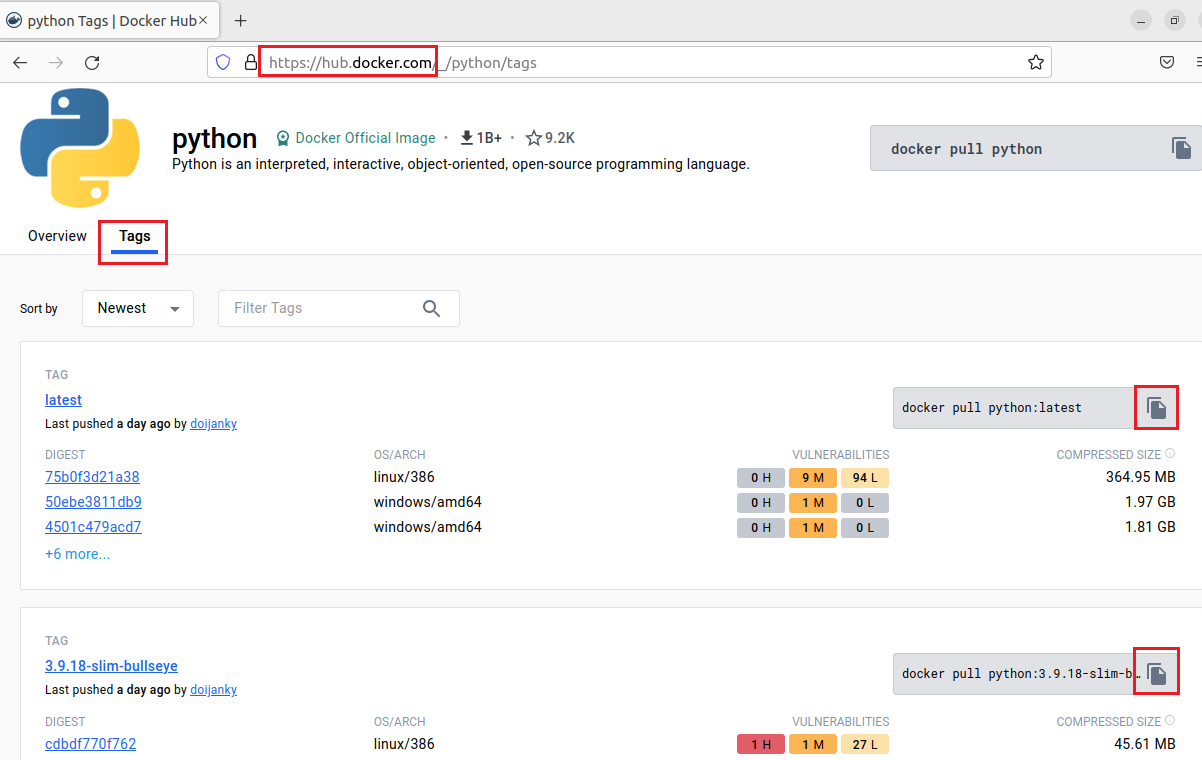 python Tags | Docker Hub
https://hub.docker.com/_/python/tags
python Docker Official Image · 1B+ · 9.2K
Python is an interpreted, interactive, object-oriented, open-source programming language.
docker pull python
Overview Tags
Sort by Newest Filter Tags
TAG
latest
docker pull python:latest
Last pushed a day ago by doijanky
DIGEST OS/ARCH VULNERABILITIES COMPRESSED SIZE
75b0f3d21a38 linux/386 0 H 9 M 94 L 364.95 MB
50ebe3811db9 windows/amd64 0 H 1 M 0 L 1.97 GB
4501c479acd7 windows/amd64 0 H 1 M 0 L 1.81 GB
+6 more...
TAG
3.9.18-slim-bullseye
docker pull python:3.9.18-slim-b…
Last pushed a day ago by doijanky
DIGEST OS/ARCH VULNERABILITIES COMPRESSED SIZE
cdbdf770f762 linux/386 1 H 1 M 27 L 45.61 MB